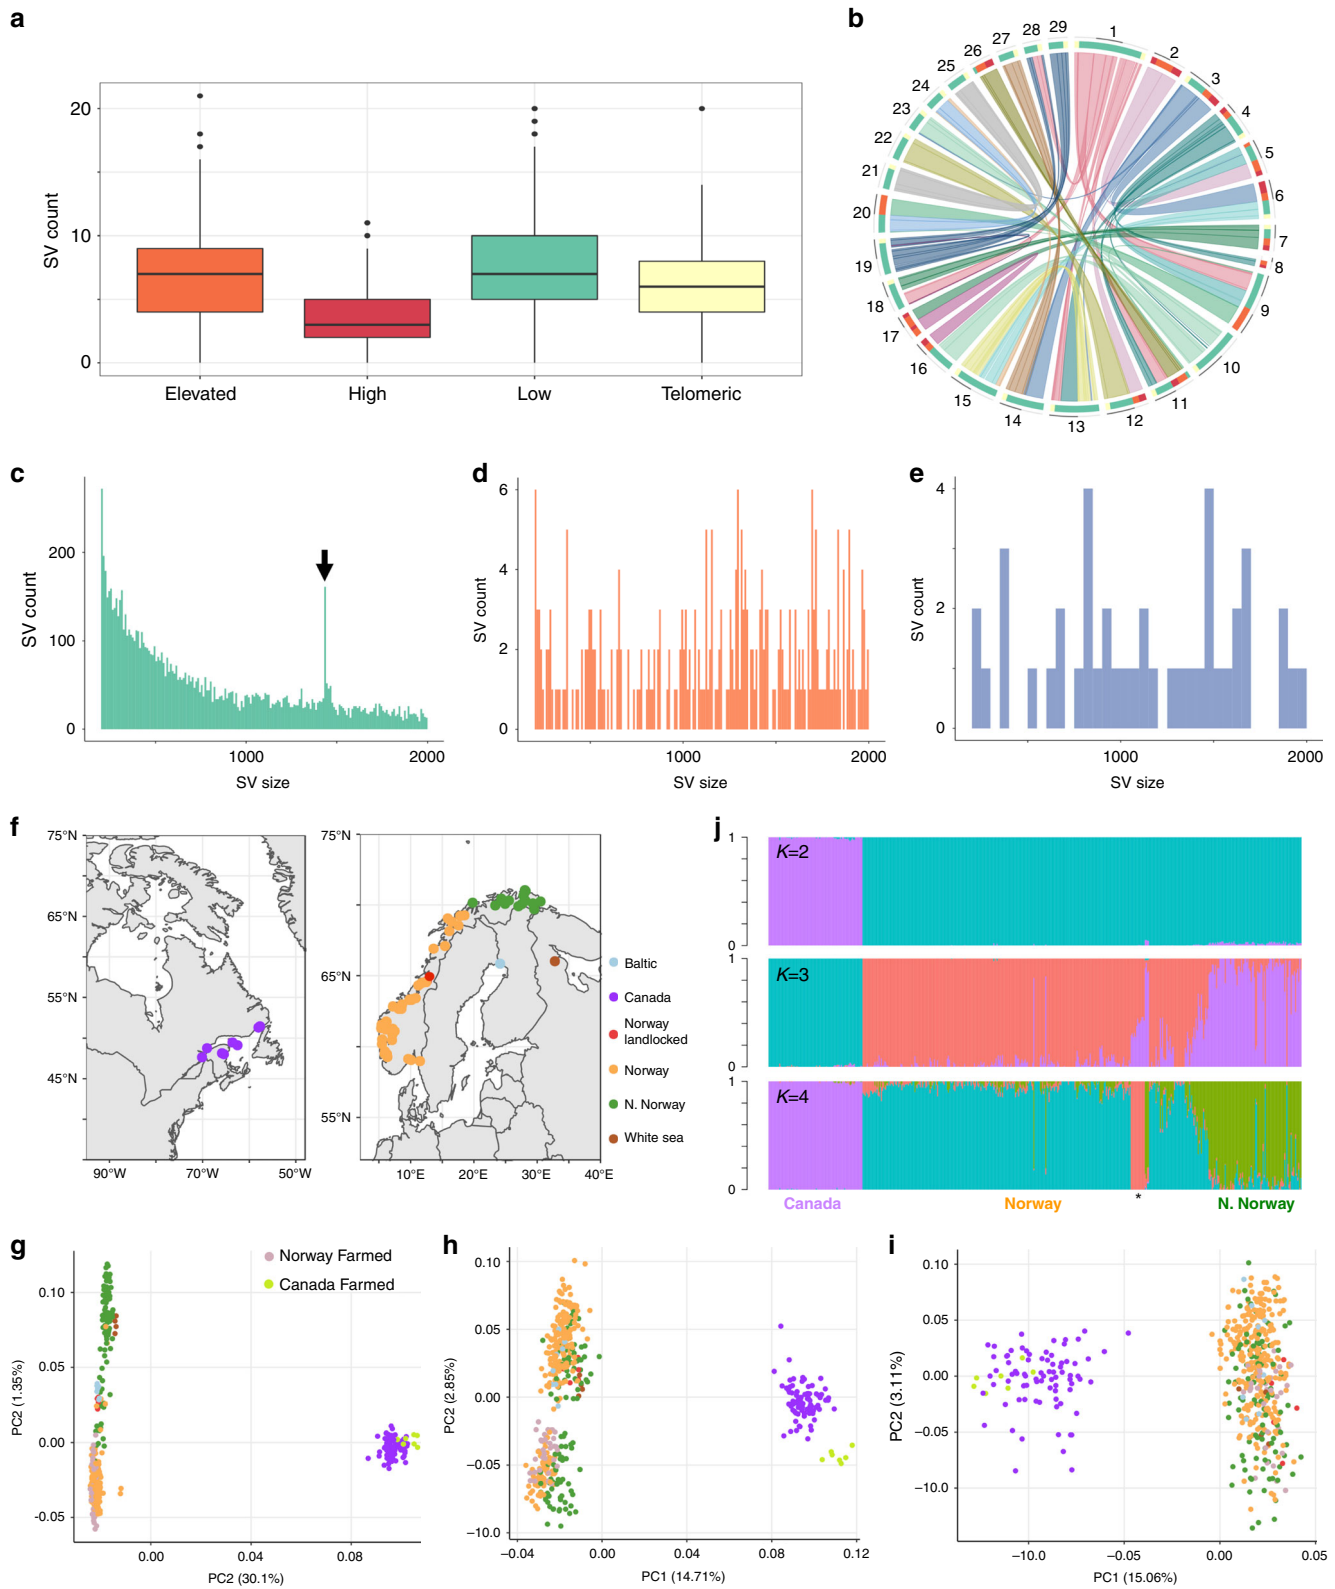 a
20
10
0
SV count
Elevated
High
Low
Telomeric
b
1
2
3
4
5
6
7
8
9
10
11
12
13
14
15
16
17
18
19
20
21
22
23
24
25
26
27
28
29
c
200
100
0
SV count
1000
2000
SV size
d
6
4
2
0
SV count
1000
2000
SV size
e
4
2
0
SV count
1000
2000
SV size
f
75°N
65°N
55°N
45°N
90°W
70°W
50°W
75°N
65°N
55°N
10°E
20°E
30°E
40°E
Baltic
Canada
Norway
landlocked
Norway
N. Norway
White sea
j
1
0
K=2
1
0
K=3
1
0
K=4
Canada
Norway
*
N. Norway
g
Norway Farmed
Canada Farmed
0.10
0.05
0.00
-0.05
PC2 (1.35%)
0.00
0.04
0.08
PC2 (30.1%)
h
0.10
0.05
0.00
−0.05
−10.0
PC2 (2.85%)
−0.04
0.00
0.04
0.08
0.12
PC1 (14.71%)
i
0.10
0.05
0.00
−0.05
−10.0
PC2 (3.11%)
−10.0
−0.05
0.00
0.05
PC1 (15.06%)